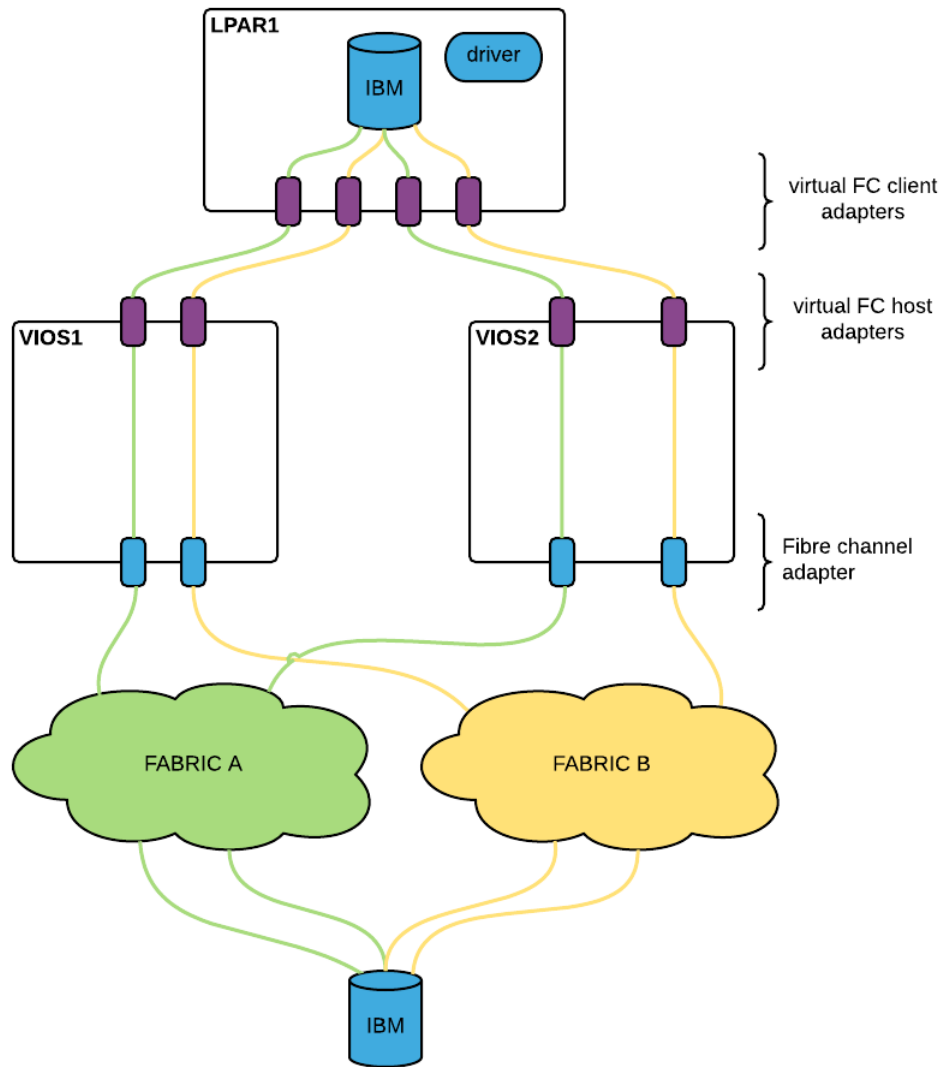 LPAR1
driver
IBM
virtual FC client
adapters
virtual FC host
adapters
VIOS1
VIOS2
Fibre channel
adapter
FABRIC A
FABRIC B
IBM